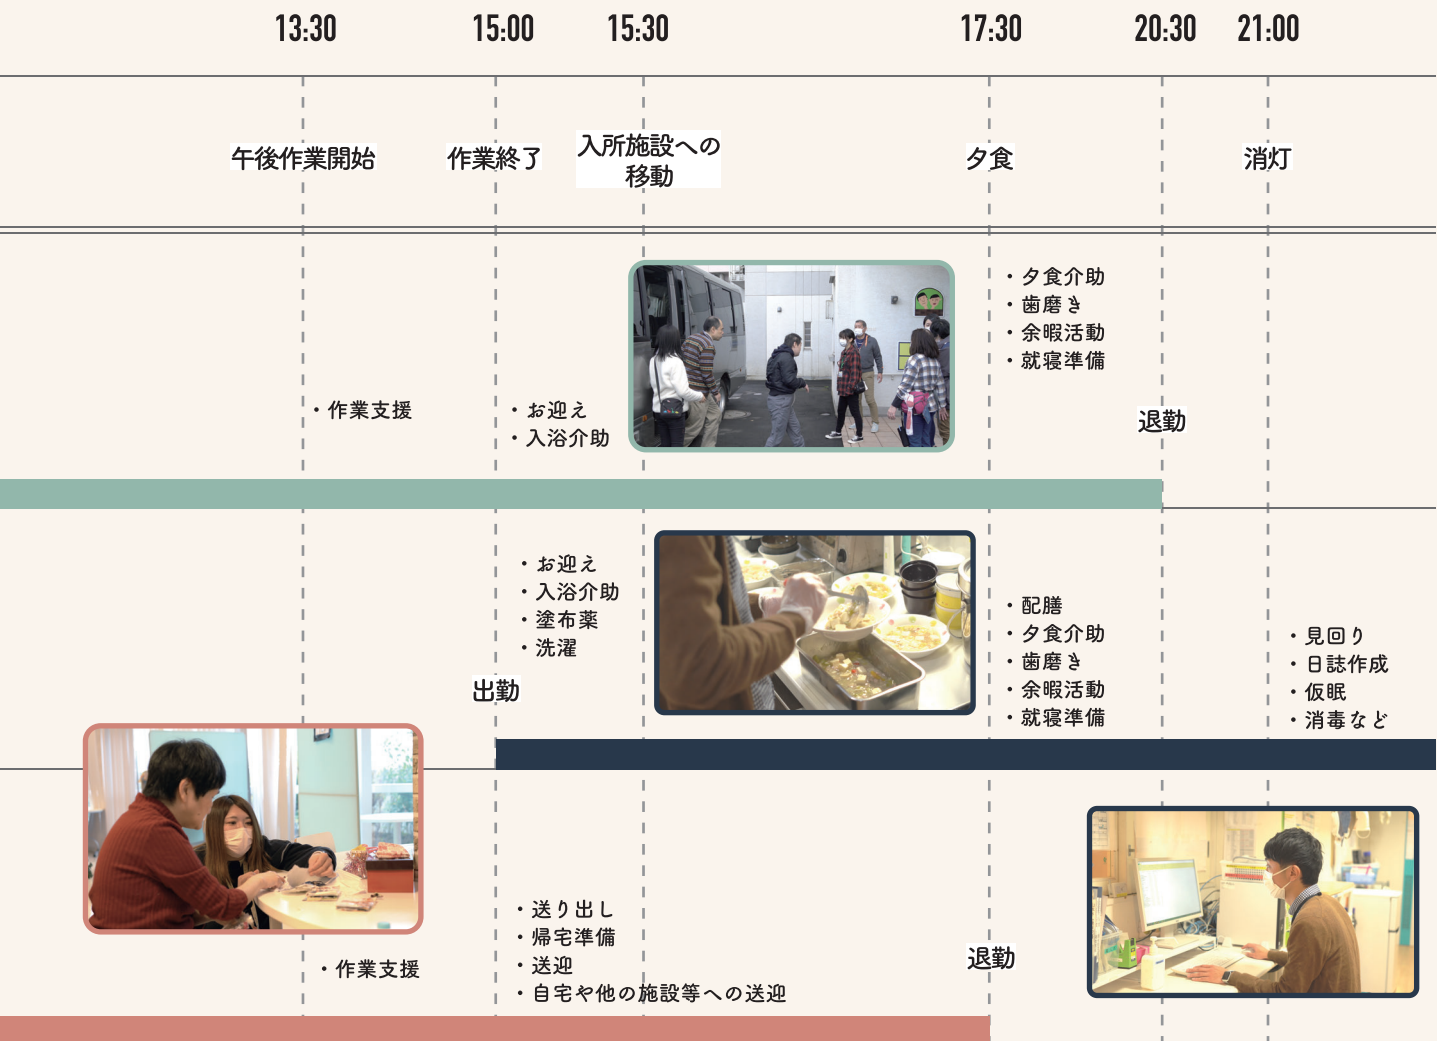 13:30
15:00
15:30
17:30
20:30
21:00
午後作業開始
作業終了
入所施設への
移動
夕食
消灯
・作業支援
・お迎え
・入浴介助
・夕食介助
・歯磨き
・余暇活動
・就寝準備
退勤
・お迎え
・入浴介助
・塗布薬
・洗濯
出勤
・配膳
・夕食介助
・歯磨き
・余暇活動
・就寝準備
・見回り
・日誌作成
・仮眠
・消毒など
・作業支援
・送り出し
・帰宅準備
・送迎
・自宅や他の施設等への送迎
退勤